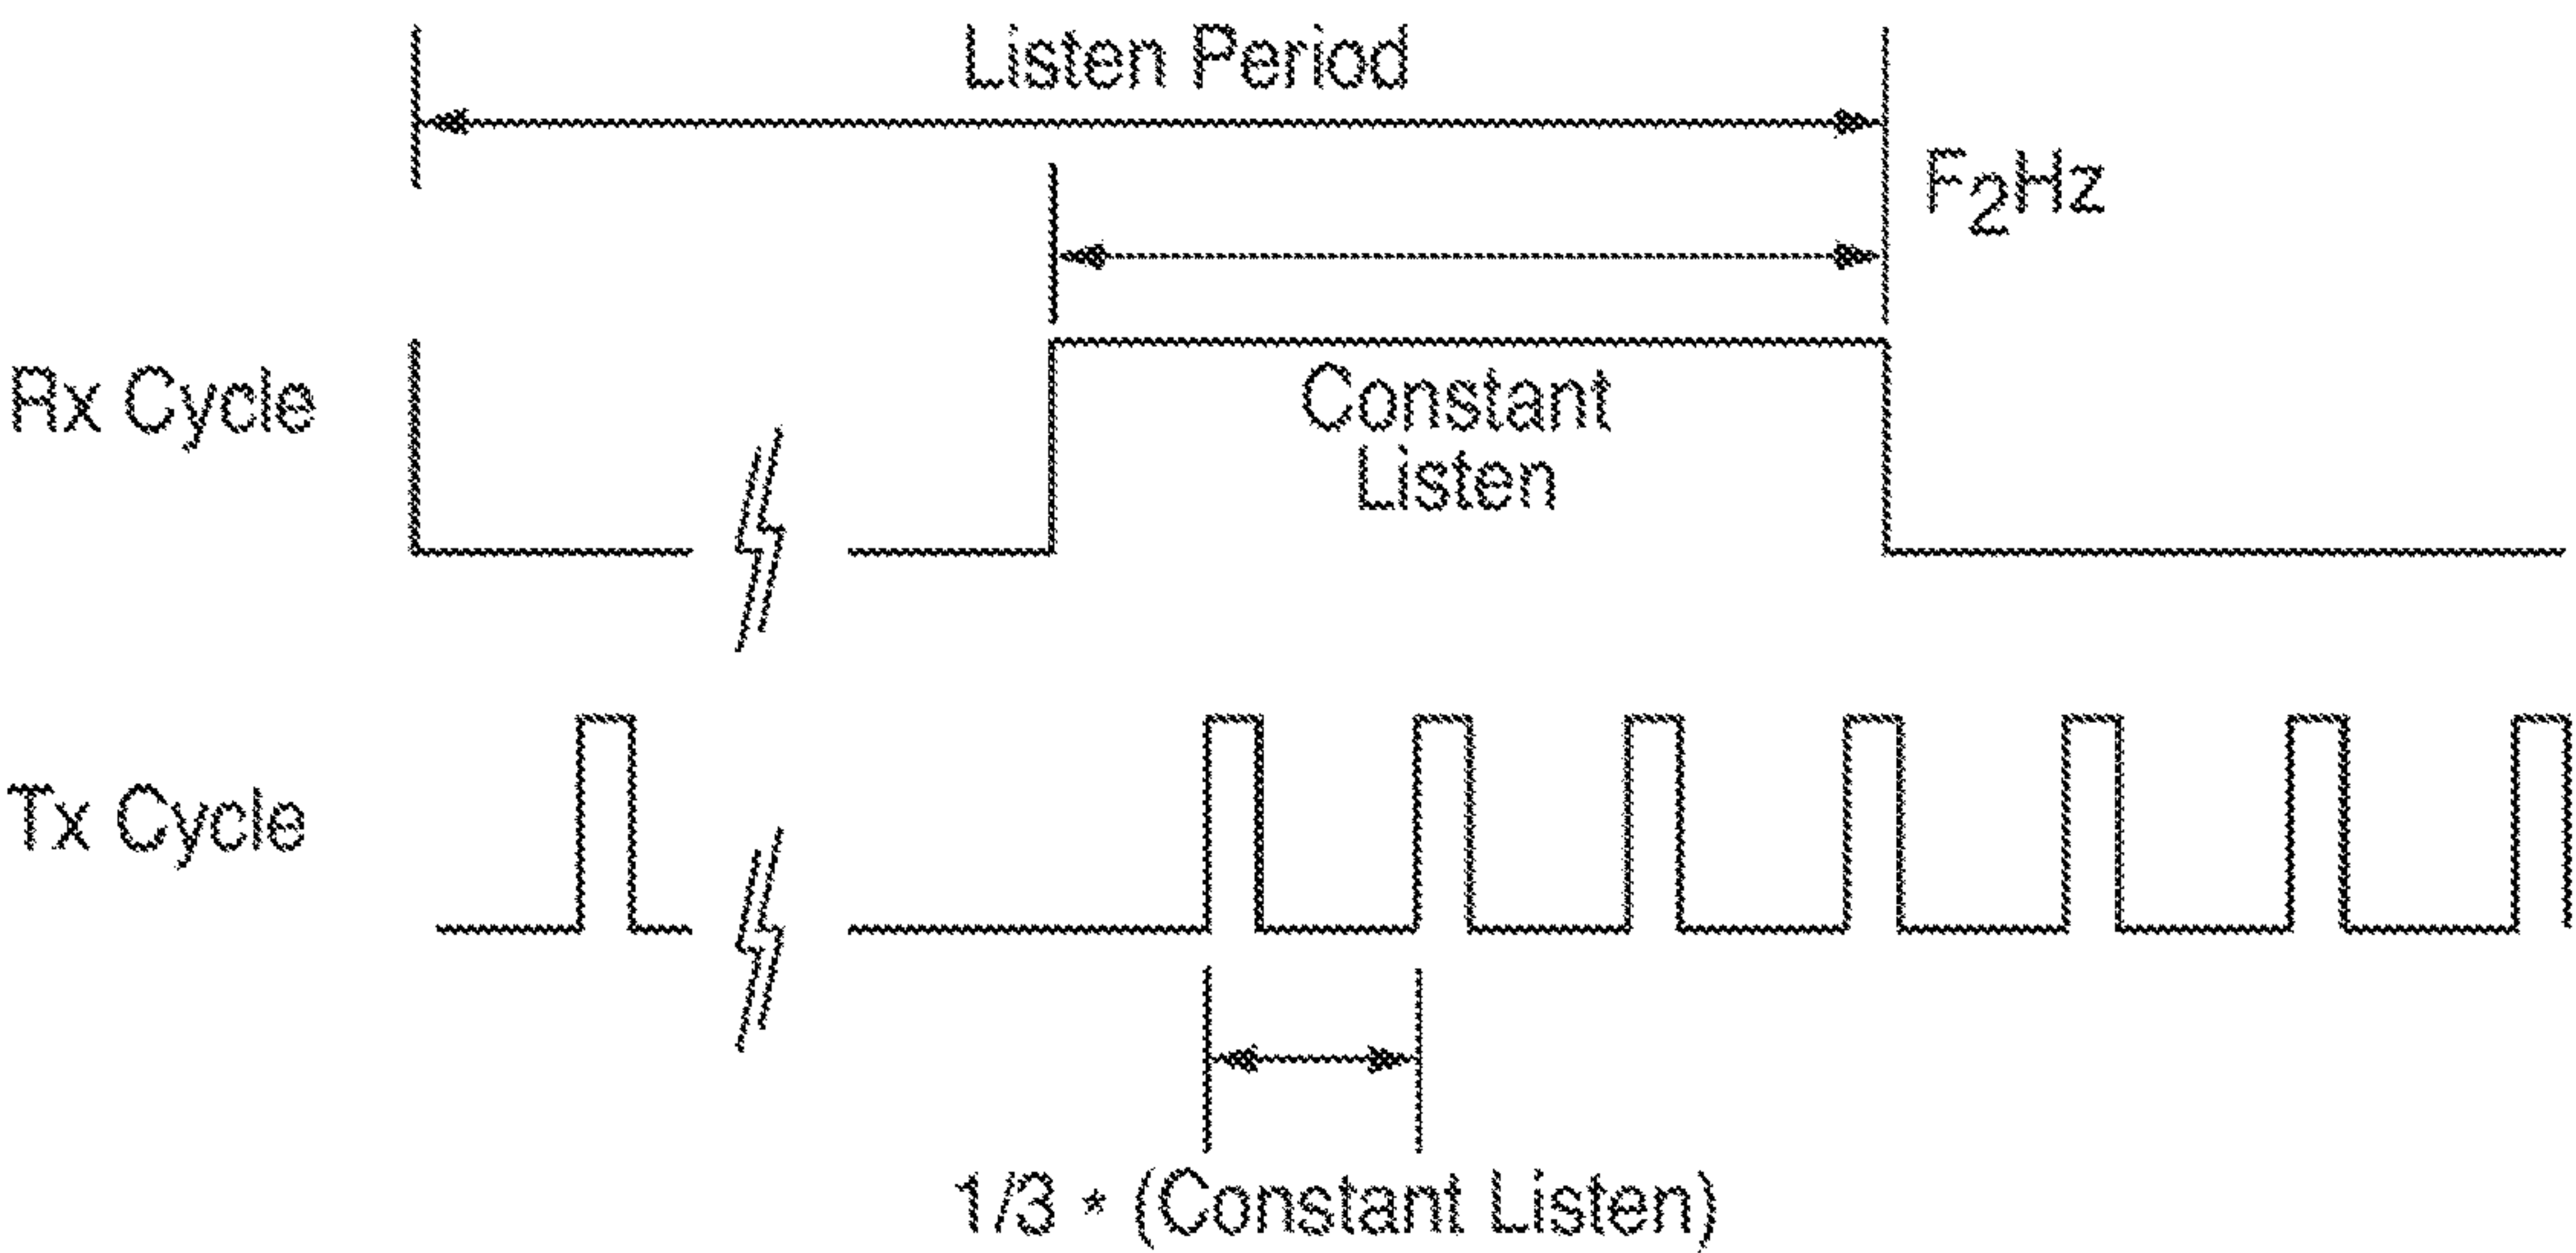 Listen Period
F2Hz
Rx Cycle
Constant
Listen
Tx Cycle
1/3 * (Constant Listen)